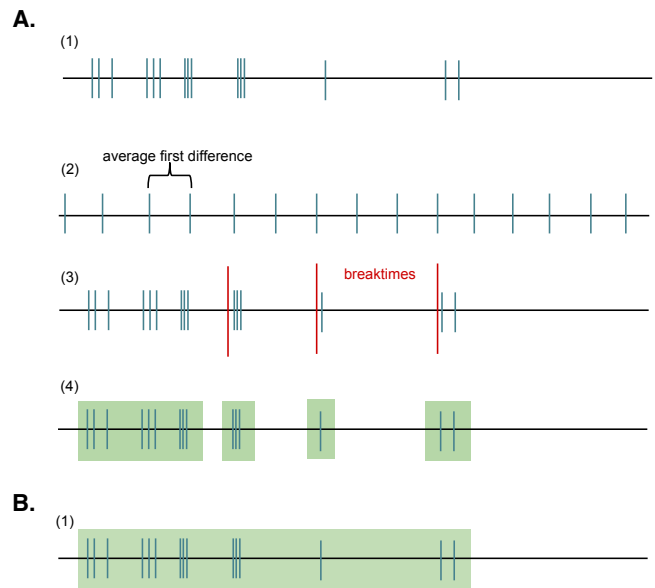 A.
(1)
average first difference
(2)
(3)
breaktimes
(4)
B.
(1)